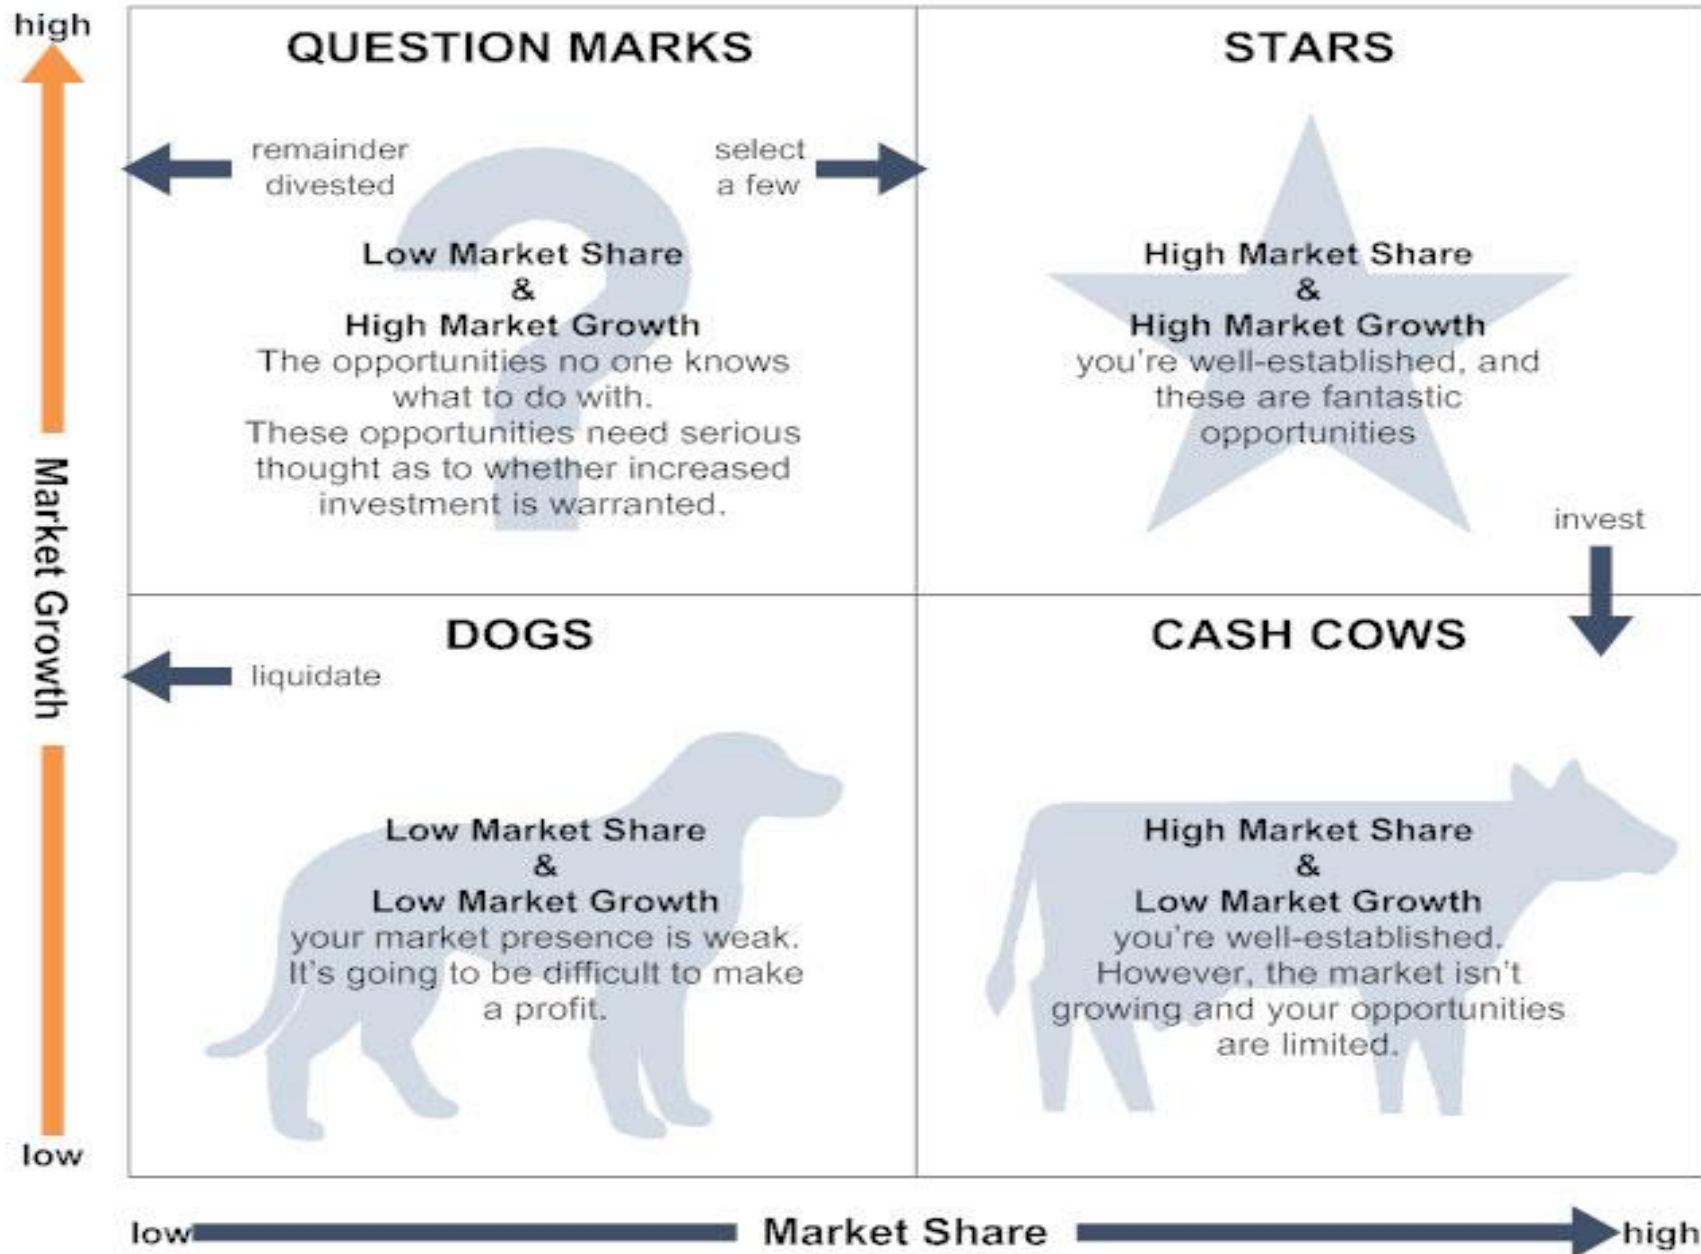 high
QUESTION MARKS
remainder
divested
select
a few
Low Market Share
&
High Market Growth
The opportunities no one knows
what to do with.
These opportunities need serious
thought as to whether increased
investment is warranted.
STARS
High Market Share
&
High Market Growth
you're well-established, and
these are fantastic
opportunities
invest
Market Growth
DOGS
liquidate
Low Market Share
&
Low Market Growth
your market presence is weak.
It's going to be difficult to make
a profit.
CASH COWS
High Market Share
&
Low Market Growth
you're well-established.
However, the market isn't
growing and your opportunities
are limited.
low
low
Market Share
high